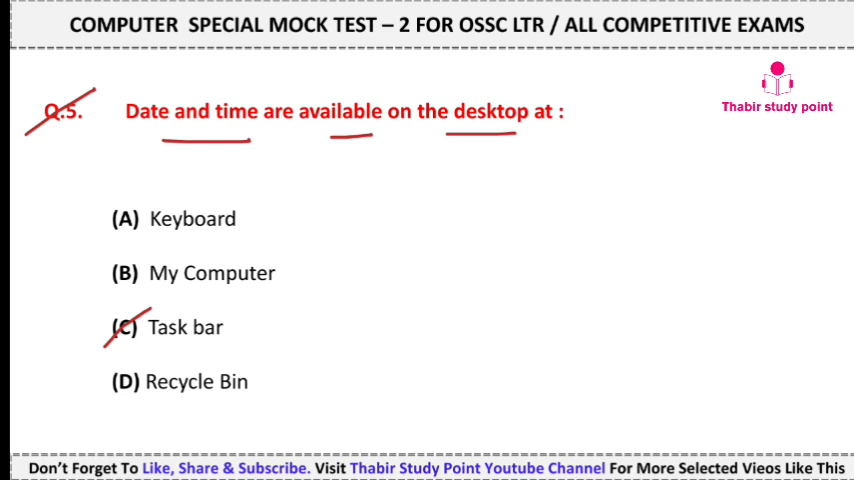 COMPUTER SPECIAL MOCK TEST – 2 FOR OSSC LTR / ALL COMPETITIVE EXAMS
Thabir study point
Q.5. Date and time are available on the desktop at :
(A) Keyboard
(B) My Computer
(C) Task bar
(D) Recycle Bin
Don't Forget To Like, Share & Subscribe. Visit Thabir Study Point Youtube Channel For More Selected Vieos Like This